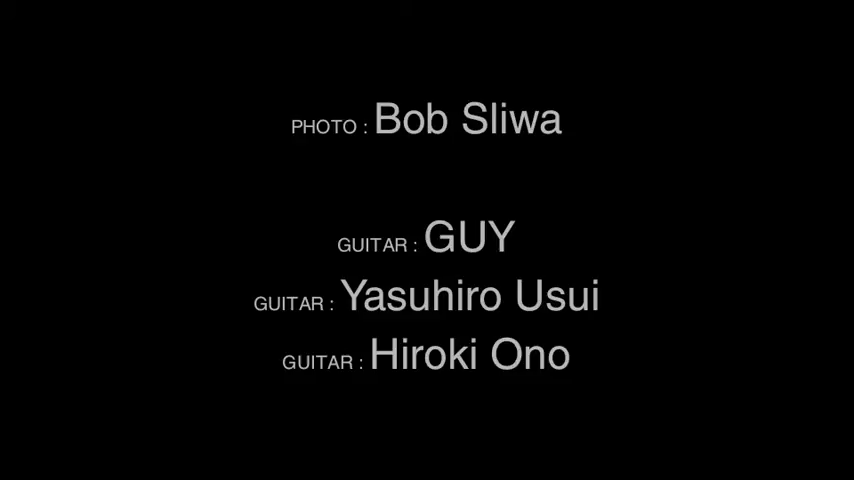 PHOTO : Bob Sliwa
GUITAR : GUY
GUITAR : Yasuhiro Usui
GUITAR : Hiroki Ono